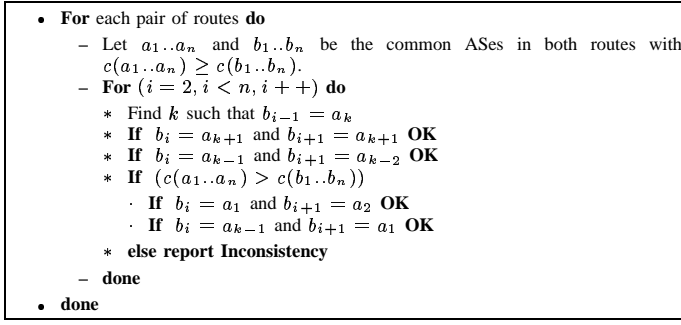 • For each pair of routes do
– Let a₁..aₙ and b₁..bₙ be the common ASes in both routes with
c(a₁..aₙ) ≥ c(b₁..bₙ).
– For (i = 2, i < n, i + +) do
∗ Find k such that bᵢ₋₁ = aₖ
∗ If bᵢ = aₖ₊₁ and bᵢ₊₁ = aₖ₊₁ OK
∗ If bᵢ = aₖ₋₁ and bᵢ₊₁ = aₖ₋₂ OK
∗ If (c(a₁..aₙ) > c(b₁..bₙ))
· If bᵢ = a₁ and bᵢ₊₁ = a₂ OK
· If bᵢ = aₖ₋₁ and bᵢ₊₁ = a₁ OK
∗ else report Inconsistency
– done
• done